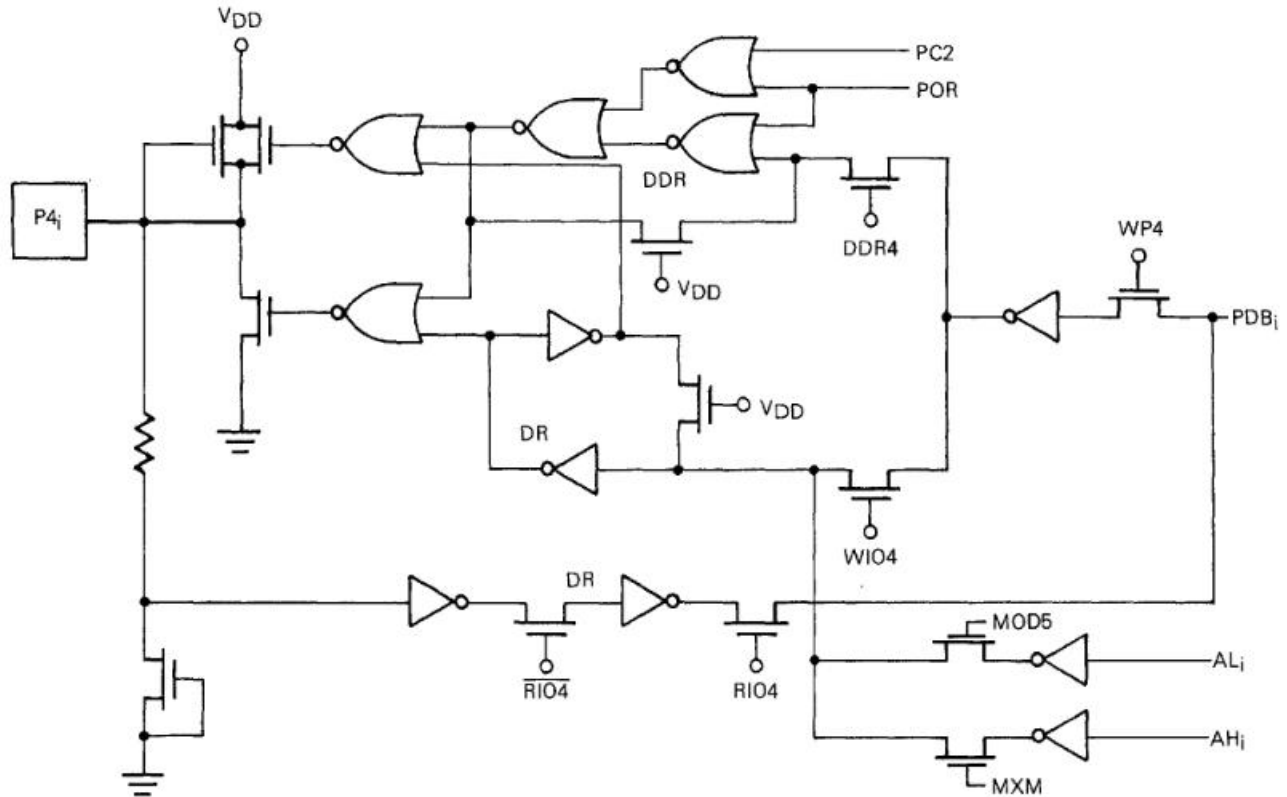 VDD
PC2
POR
DDR
P4i
DDR4
WP4
VDD
PDBi
VDD
DR
WIO4
DR
MOD5
RIO4
RIO4
ALi
AHi
MXM